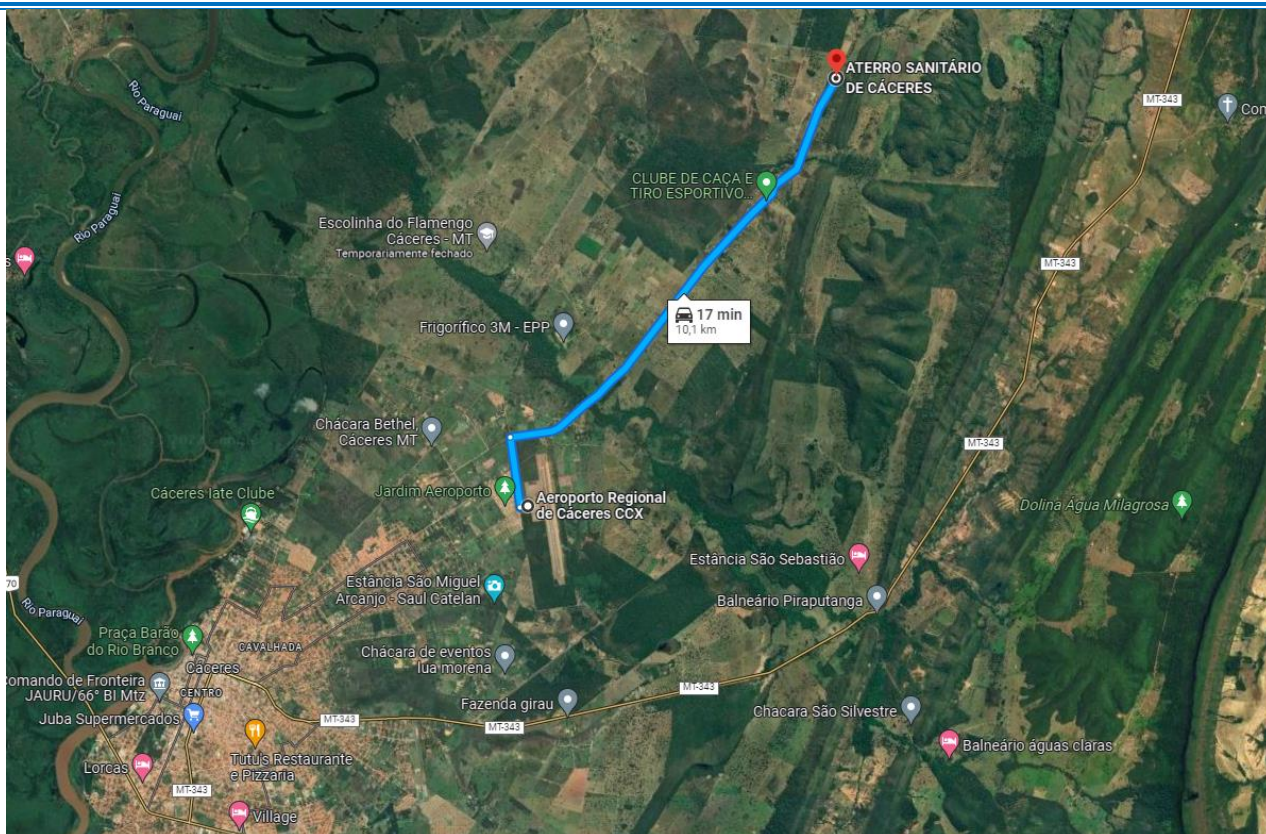 ATERRO SANITÁRIO
DE CÁCERES
MT-343
Rio Paraguai
CLUBE DE CAÇA E
TIRO ESPORTIVO...
Rio Paraguai
Escolinha do Flamengo
Cáceres - MT
Temporariamente fechado
MT-343
17 min
10,1 km
Frigorífico 3M - EPP
Chácara Bethel,
Cáceres MT
MT-343
Jardim Aeroporto
Aeroporto Regional
de Cáceres CCX
Cáceres Iate Clube
Dolina Água Milagrosa
Estância São Sebastião
70
Estância São Miguel
Arcanjo - Saul Catelan
Balneário Piraputanga
Rio Paraguai
Praça Barão
do Rio Branco
CAVALHADA
Chácara de eventos
lua morena
Cáceres
Comando de Fronteira
JAURU/66° BI Mtz
CENTRO
MT-343
Fazenda girau
Chacara São Silvestre
Juba Supermercados
MT-343
MT-343
Tutu's Restaurante
e Pizzaria
Balneário águas claras
Lorcas
MT-343
Village